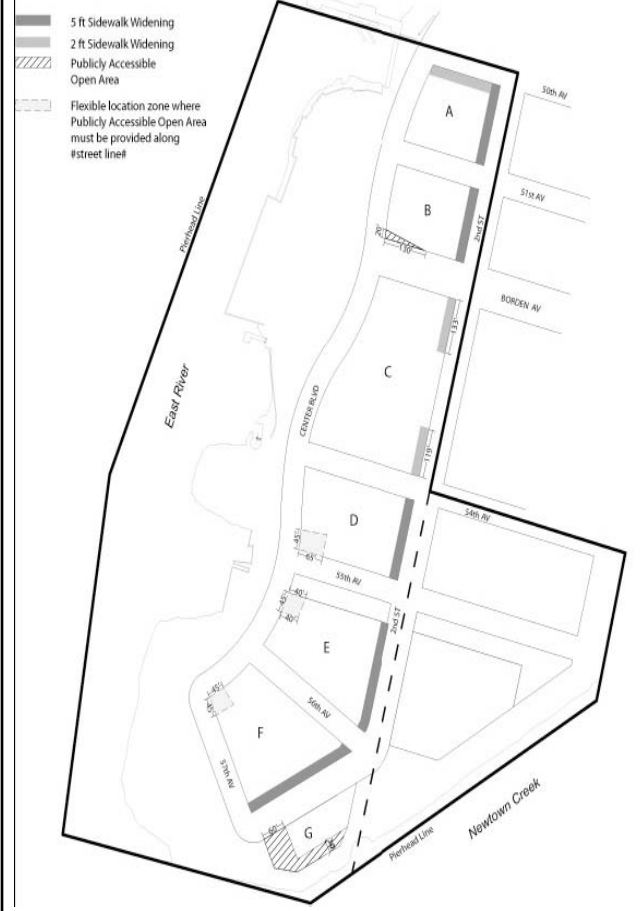 5 ft Sidewalk Widening
2 ft Sidewalk Widening
Publicly Accessible
Open Area
Flexible location zone where
Publicly Accessible Open Area
must be provided along
#street line#
50th AV
A
51st AV
Pierhead Line
B
2nd ST
20'
130'
BORDEN AV
133'
C
East River
CENTER BLVD
119'
D
54th AV
45'
65'
55th AV
45'
40'
40'
2nd ST
E
45'
45'
56th AV
F
57th AV
60'
G
Newtown Creek
Pierhead Line